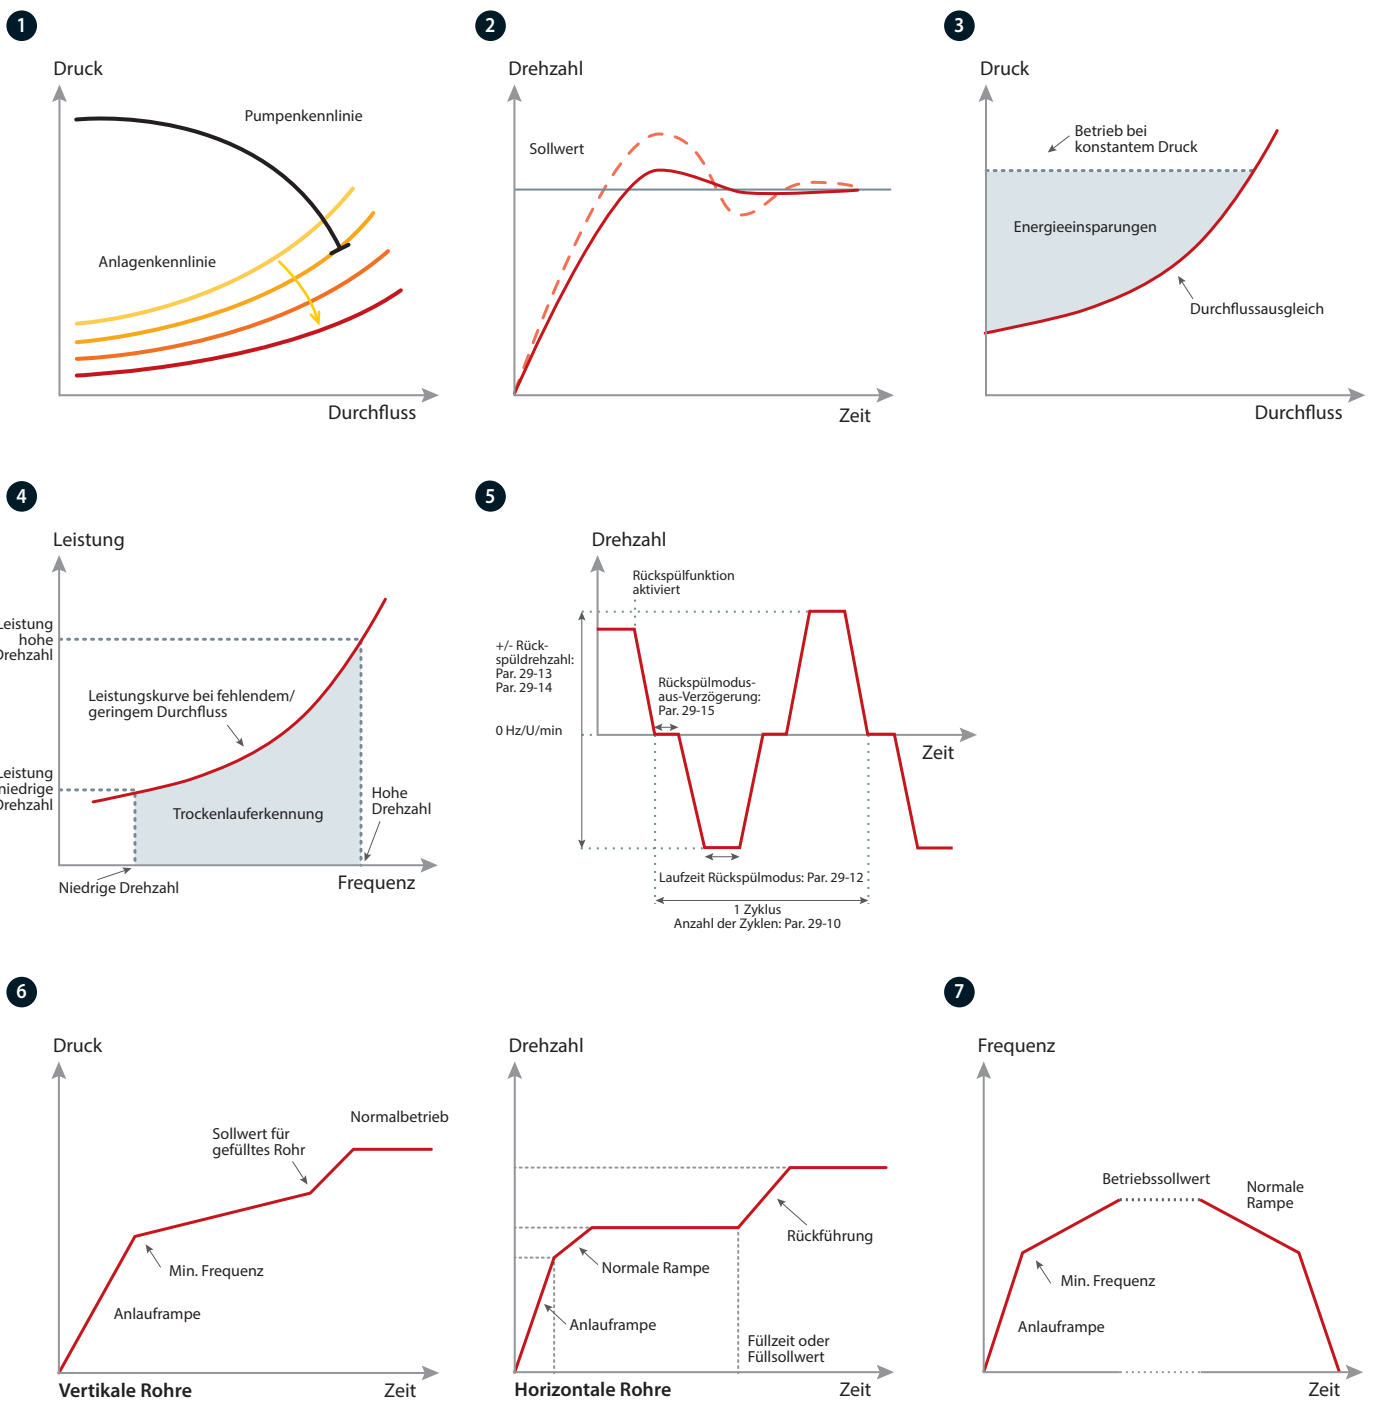 1
Druck
Pumpenkennlinie
Anlagenkennlinie
Durchfluss
2
Drehzahl
Sollwert
Zeit
3
Druck
Betrieb bei
konstantem Druck
Energieeinsparungen
Durchflussausgleich
Durchfluss
4
Leistung
Leistung
hohe
Drehzahl
Leistungskurve bei fehlendem/
geringem Durchfluss
Leistung
niedrige
Drehzahl
Trockenlauferkennung
Hohe
Drehzahl
Niedrige Drehzahl
Frequenz
5
Drehzahl
Rückspülfunktion
aktiviert
+/- Rück-
spüldrehzahl:
Par. 29-13
Par. 29-14
Rückspülmodus-
aus-Verzögerung:
Par. 29-15
0 Hz/U/min
Zeit
Laufzeit Rückspülmodus: Par. 29-12
1 Zyklus
Anzahl der Zyklen: Par. 29-10
6
Druck
Normalbetrieb
Sollwert für
gefülltes Rohr
Min. Frequenz
Anlauframpe
Vertikale Rohre
Zeit
Drehzahl
Rückführung
Normale Rampe
Anlauframpe
Füllzeit oder
Füllsollwert
Horizontale Rohre
Zeit
7
Frequenz
Betriebssollwert
Normale
Rampe
Min. Frequenz
Anlauframpe
Zeit